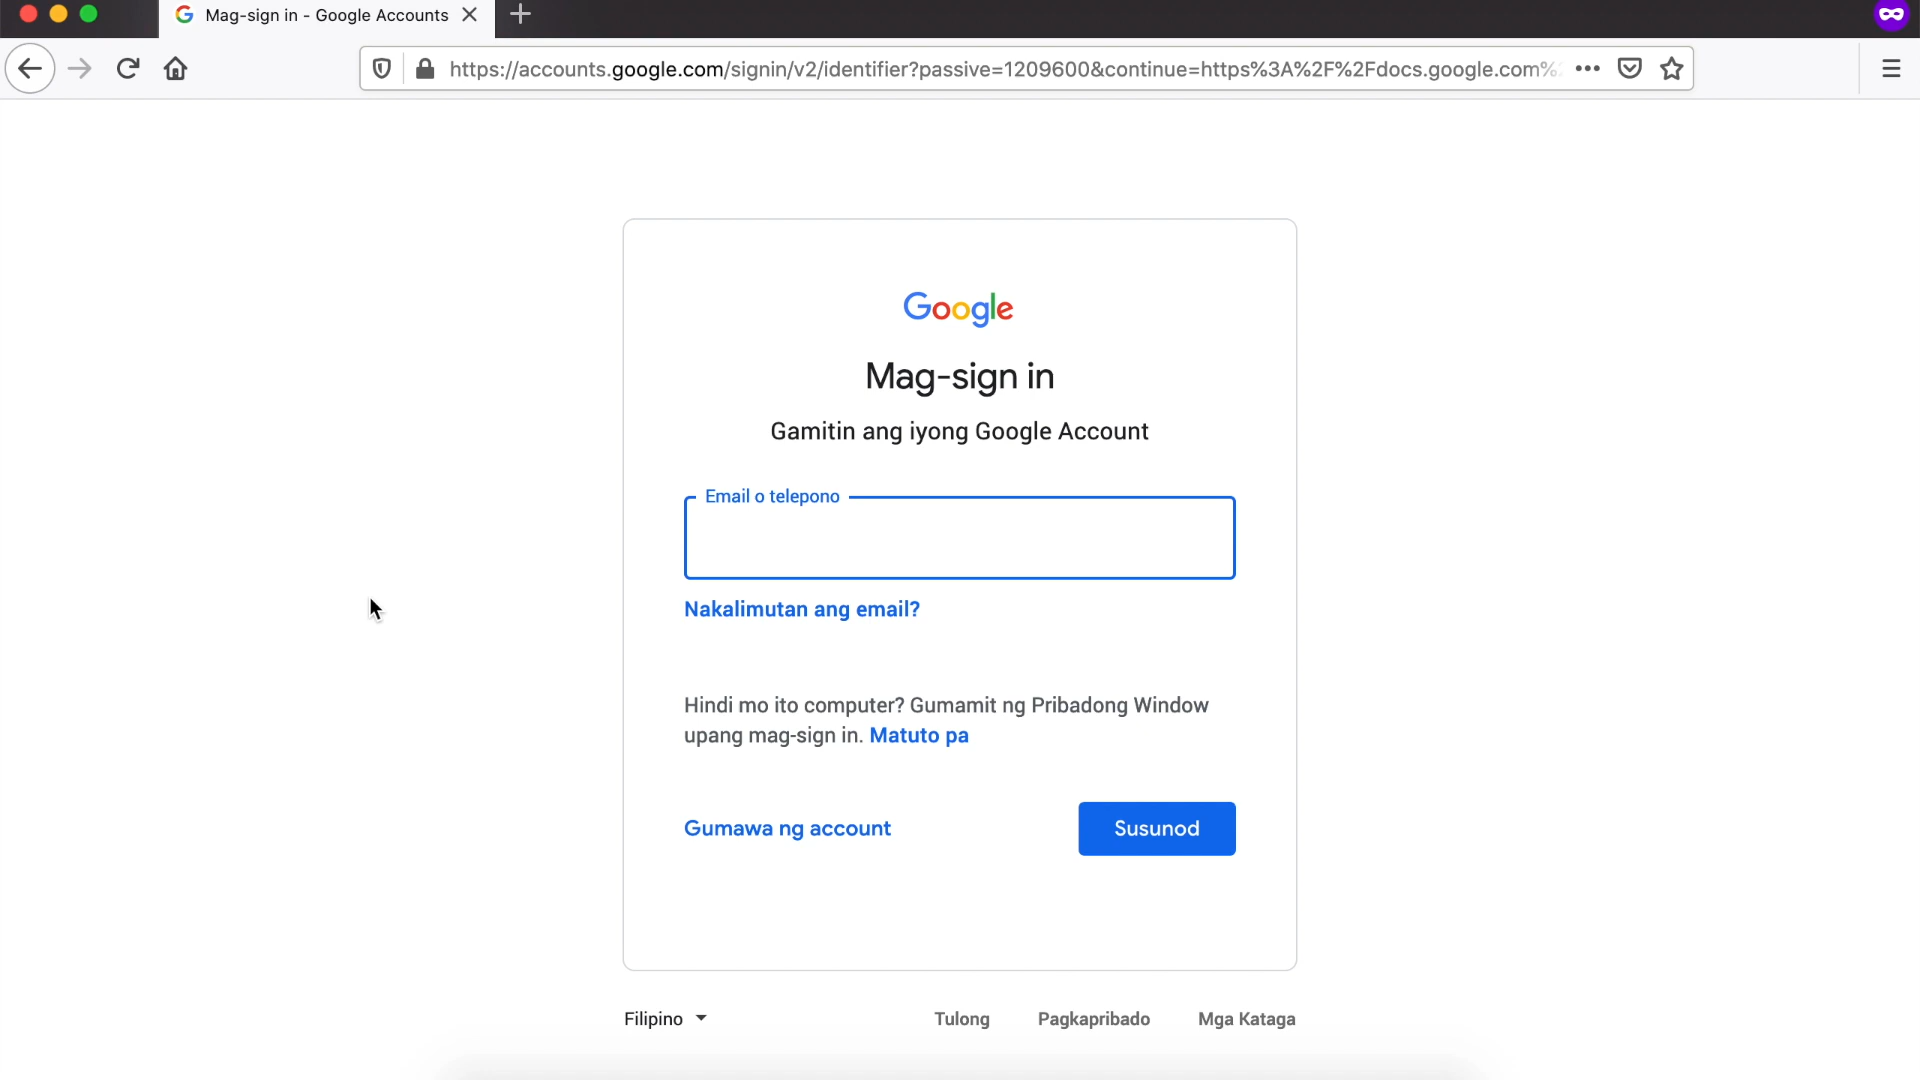 Mag-sign in - Google Accounts
https://accounts.google.com/signin/v2/identifier?passive=1209600&continue=https%3A%2F%2Fdocs.google.com%
Google
Mag-sign in
Gamitin ang iyong Google Account
Email o telepono
Nakalimutan ang email?
Hindi mo ito computer? Gumamit ng Pribadong Window
upang mag-sign in. Matuto pa
Gumawa ng account
Susunod
Filipino
Tulong
Pagkapribado
Mga Kataga